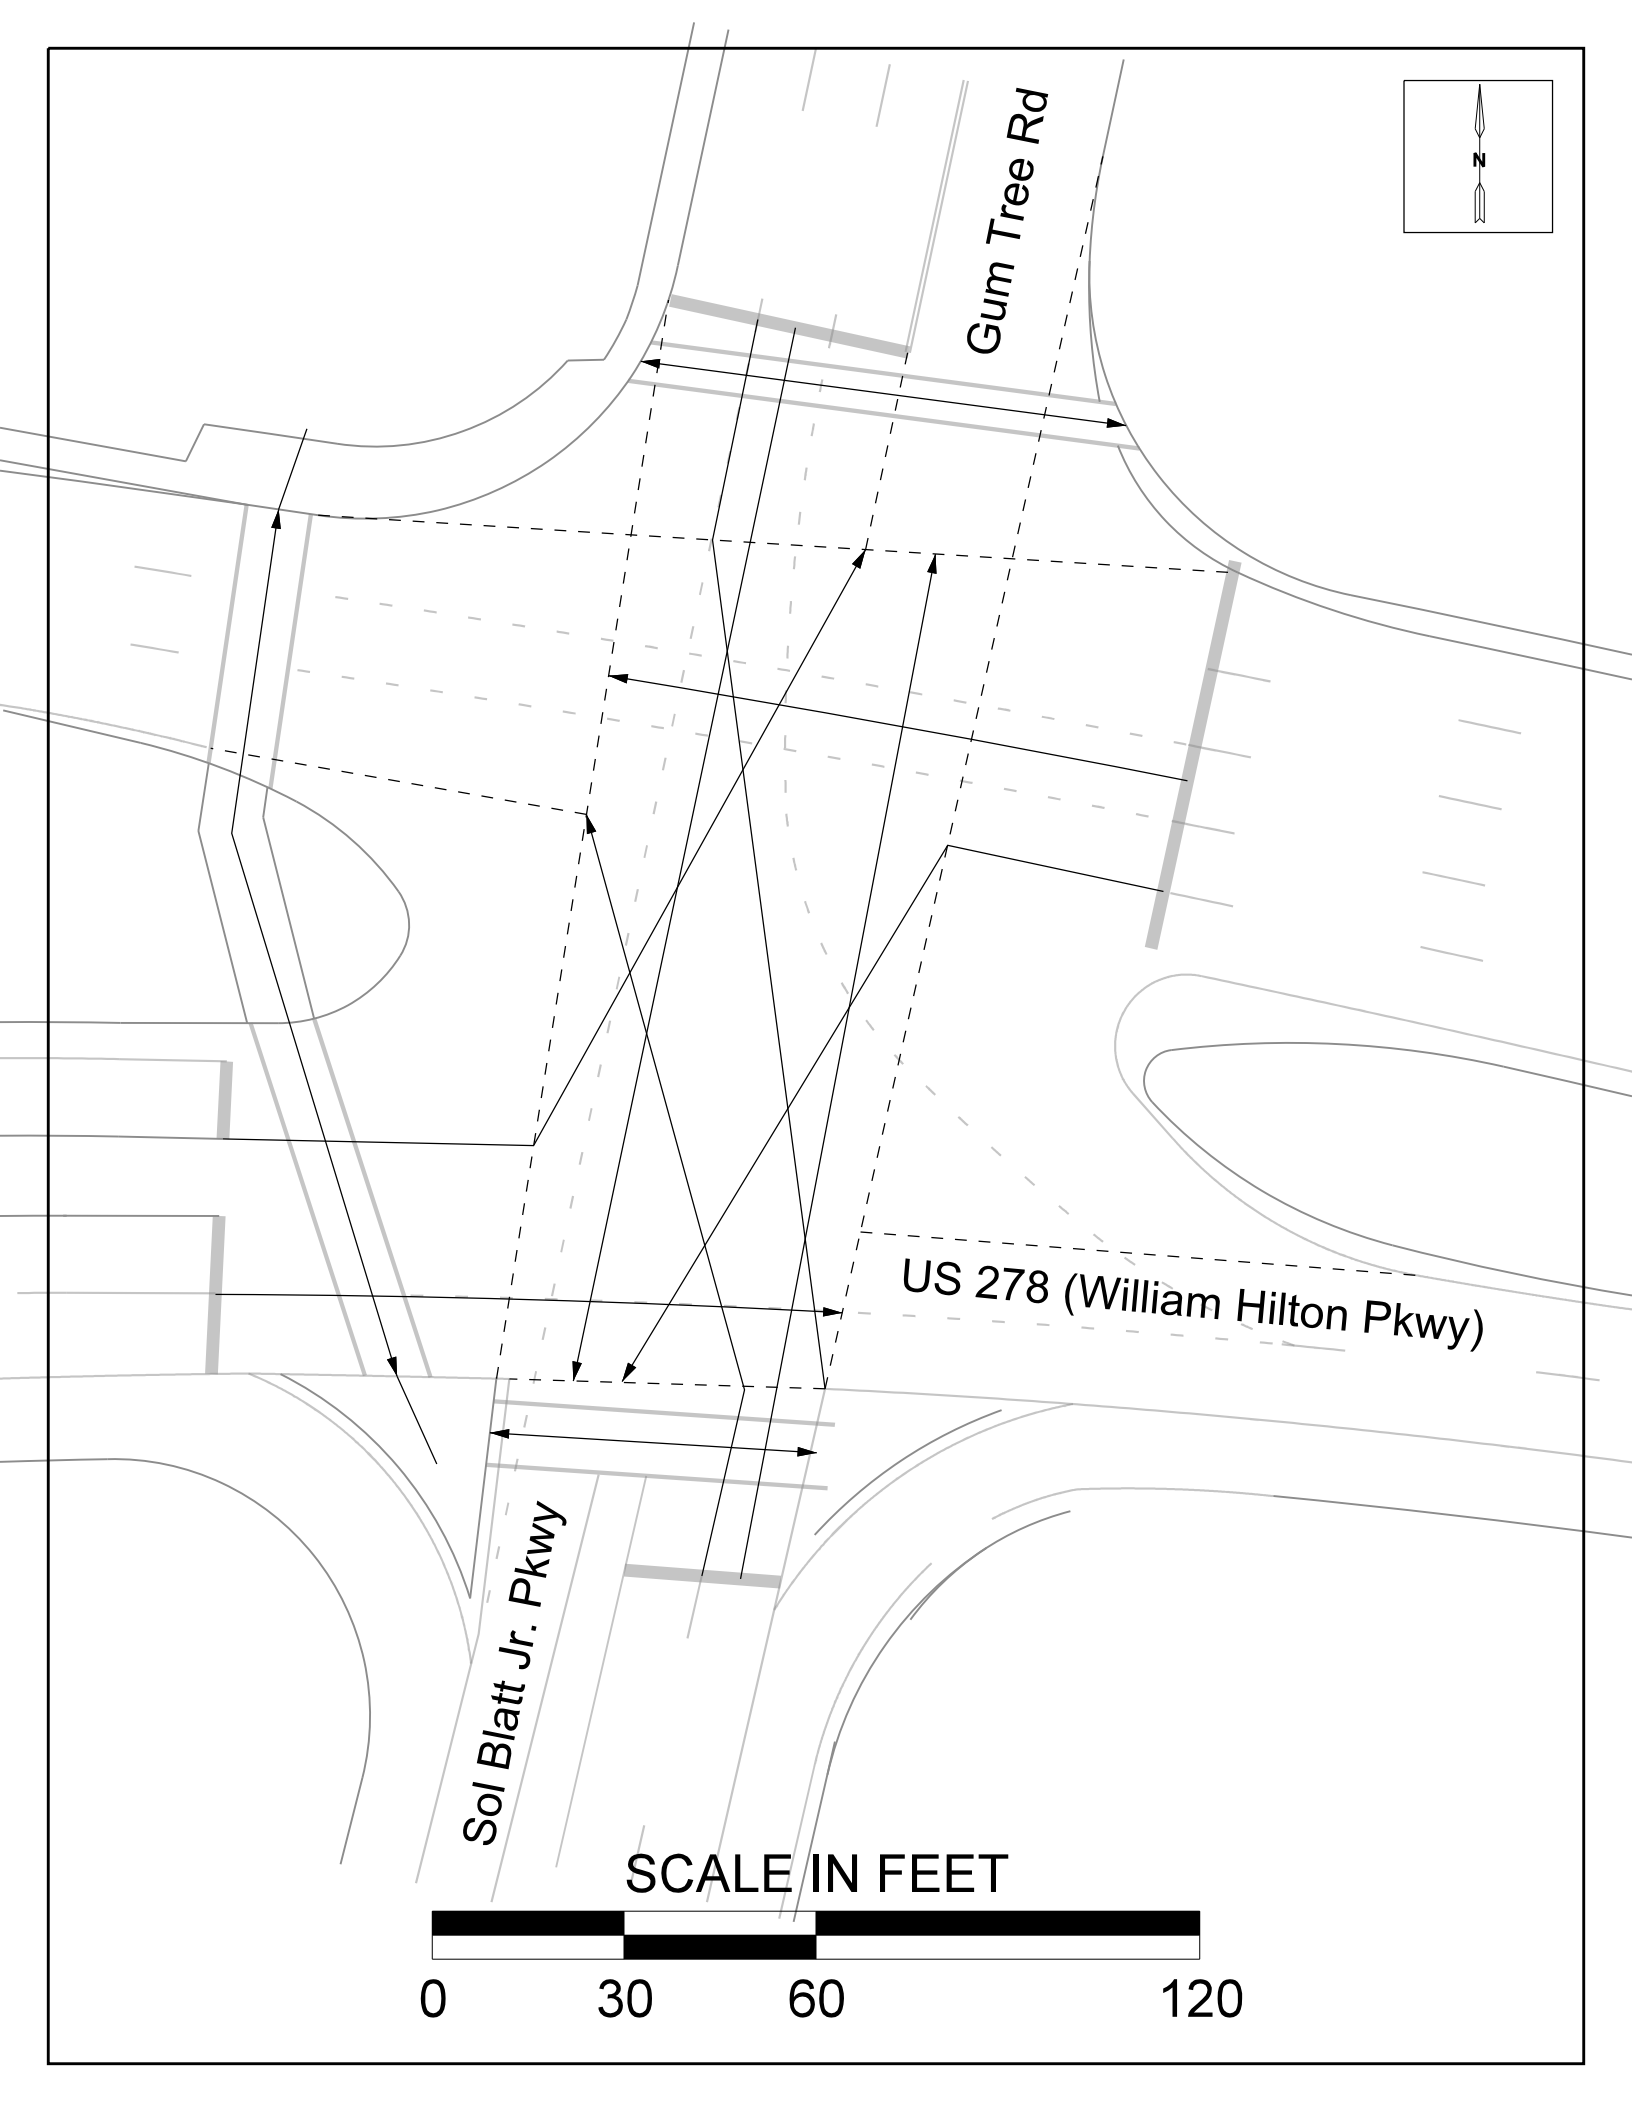 N
Gum Tree Rd
US 278 (William Hilton Pkwy)
Sol Blatt Jr. Pkwy
SCALE IN FEET
0 30 60 120